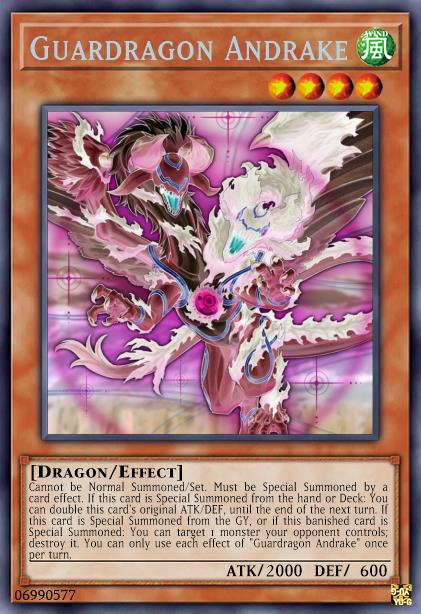 GUARDRAGON ANDRAKE
WIND
風
[DRAGON/EFFECT]
Cannot be Normal Summoned/Set. Must be Special Summoned by a
card effect. If this card is Special Summoned from the hand or Deck: You
can double this card's original ATK/DEF, until the end of the next turn. If
this card is Special Summoned from the GY, or if this banished card is
Special Summoned: You can target 1 monster your opponent controls;
destroy it. You can only use each effect of "Guardragon Andrake" once
per turn.
ATK/2000 DEF/ 600
06990577